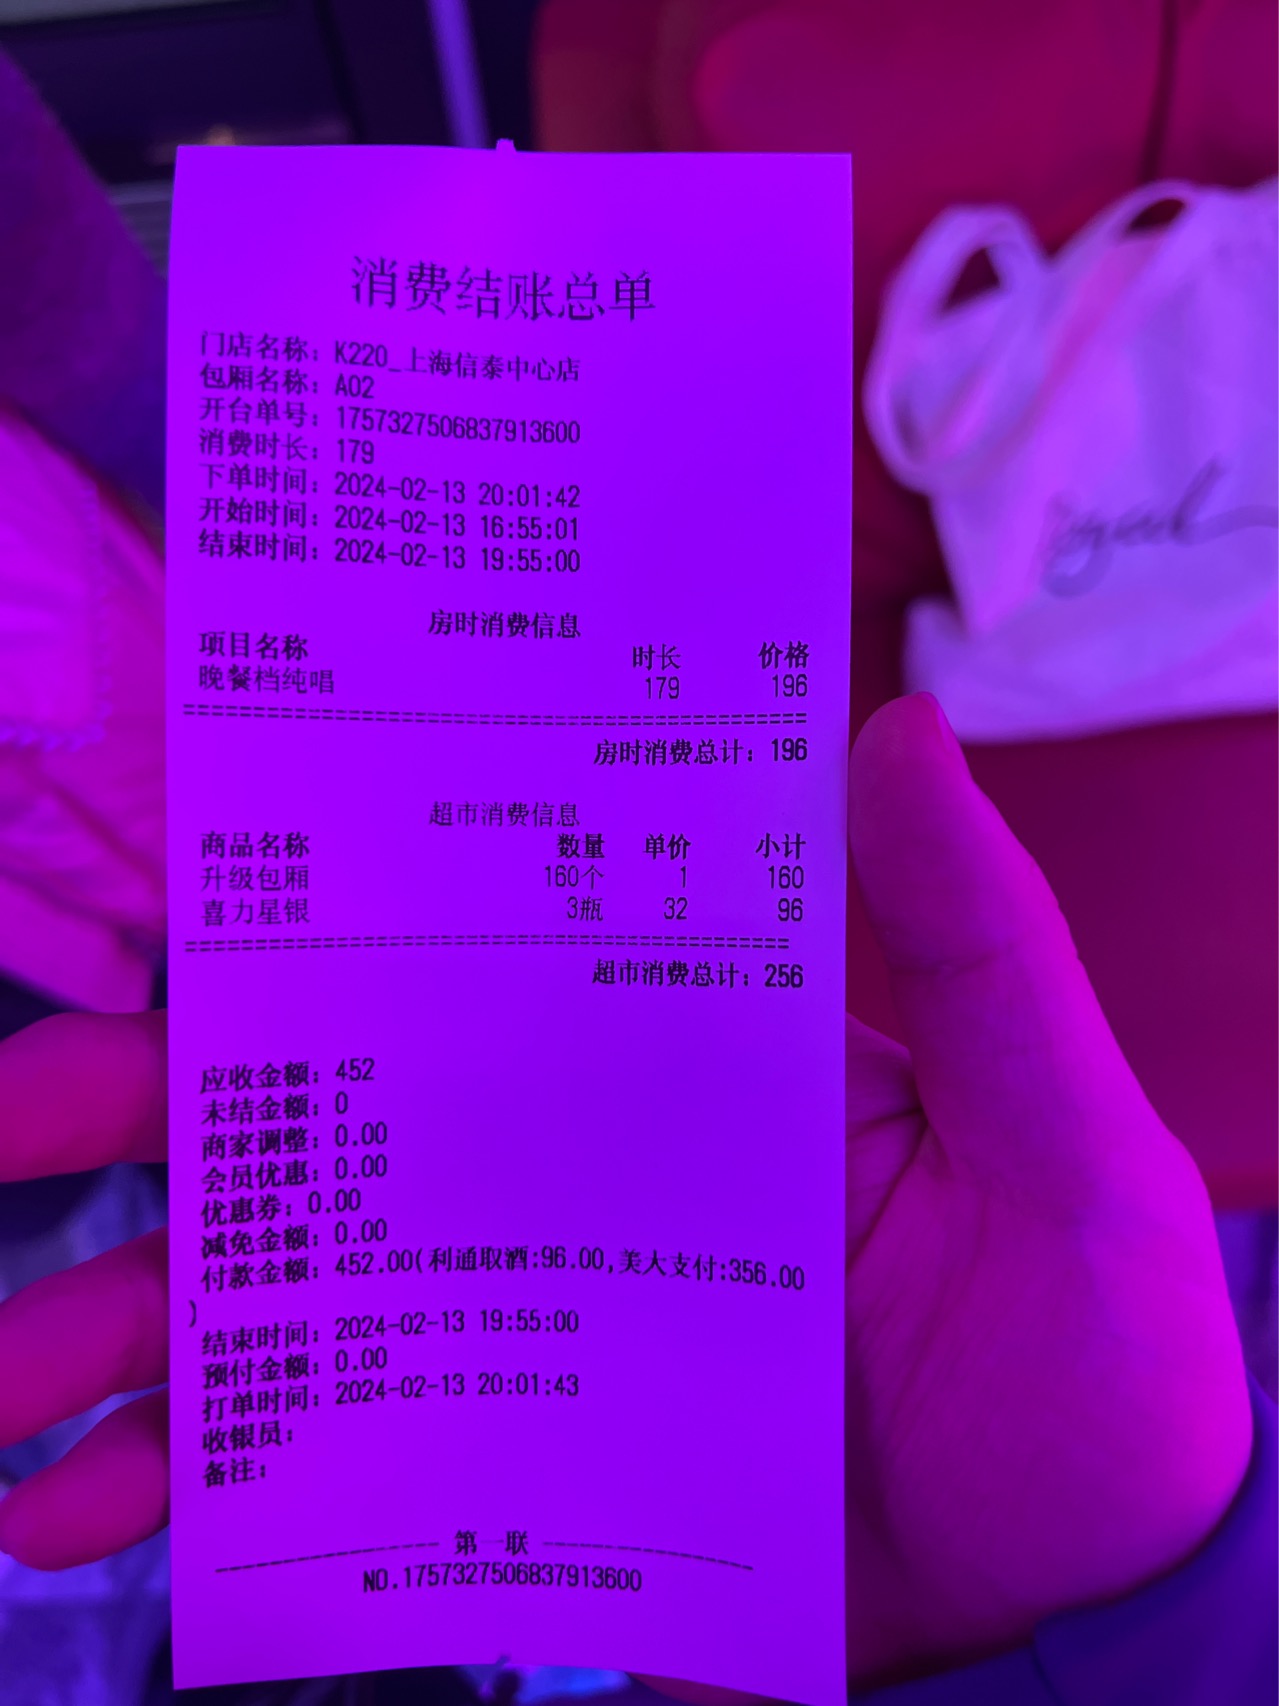 消费结账总单
门店名称：K220_上海信泰中心店
包厢名称：A02
开台单号：1757327506837913600
消费时长：179
下单时间：2024-02-13 20:01:42
开始时间：2024-02-13 16:55:01
结束时间：2024-02-13 19:55:00
房时消费信息
项目名称 时长 价格
晚餐档纯唱 179 196
================================================
房时消费总计：196
超市消费信息
商品名称 数量 单价 小计
升级包厢 160个 1 160
喜力星银 3瓶 32 96
================================================
超市消费总计：256
应收金额：452
未结金额：0
商家调整：0.00
会员优惠：0.00
优惠券：0.00
减免金额：0.00
付款金额：452.00(利通取酒:96.00,美大支付:356.00
)
结束时间：2024-02-13 19:55:00
预付金额：0.00
打单时间：2024-02-13 20:01:43
收银员：
备注：
---------------- 第一联 ----------------
NO.1757327506837913600